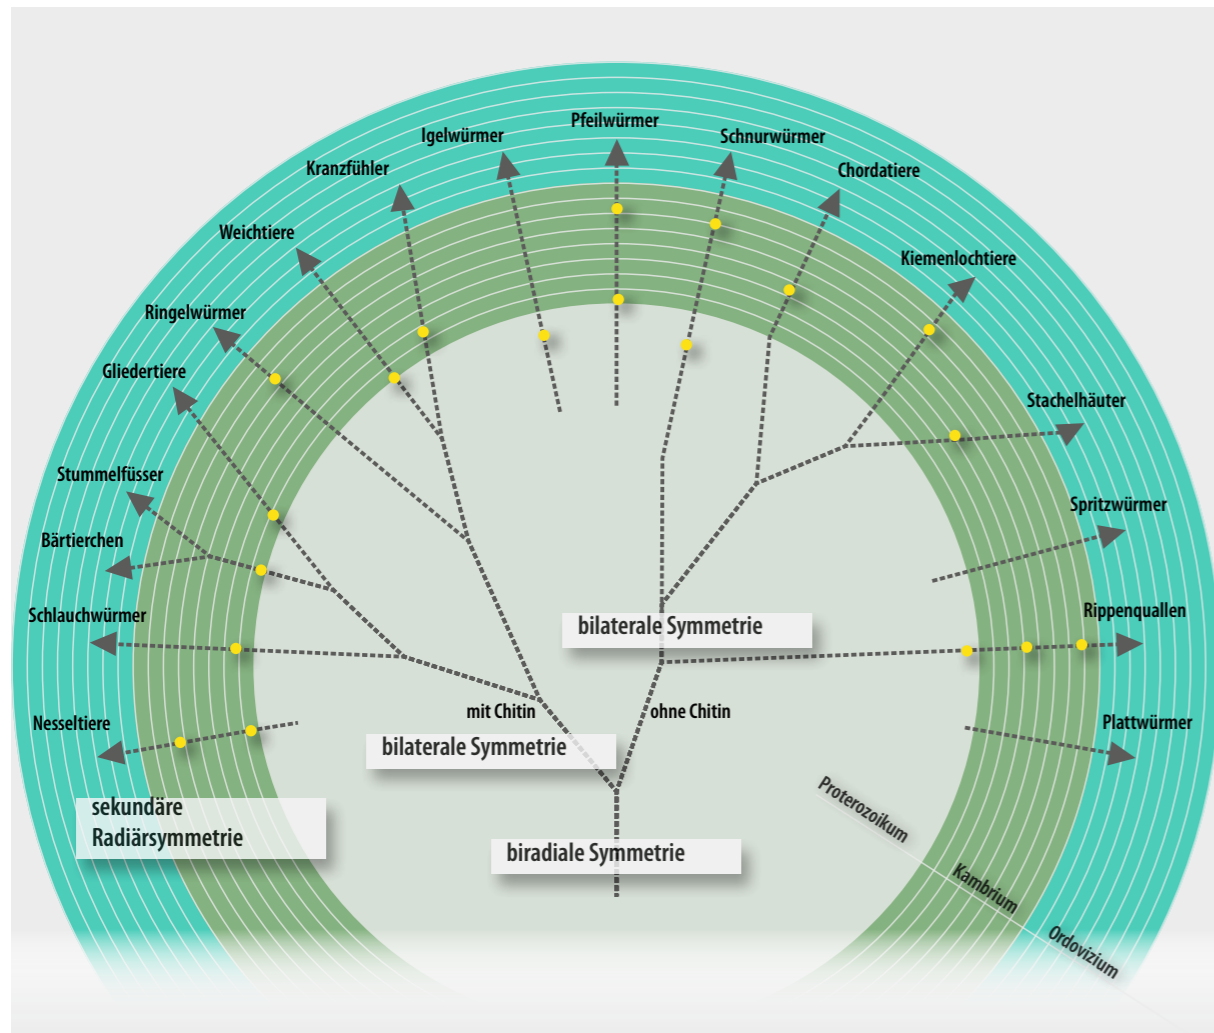 Pfeilwürmer
Igelwürmer
Schnurwürmer
Kranzfühler
Chordatiere
Weichtiere
Kiemenlochtiere
Ringelwürmer
Gliedertiere
Stachelhäuter
Stummelfüsser
Spritzwürmer
Bärtierchen
Schlauchwürmer
Rippenquallen
bilaterale Symmetrie
mit Chitin
ohne Chitin
Nesseltiere
Plattwürmer
bilaterale Symmetrie
sekundäre
Radiärsymmetrie
biradiale Symmetrie
Proterozoikum
Kambrium
Ordovizium